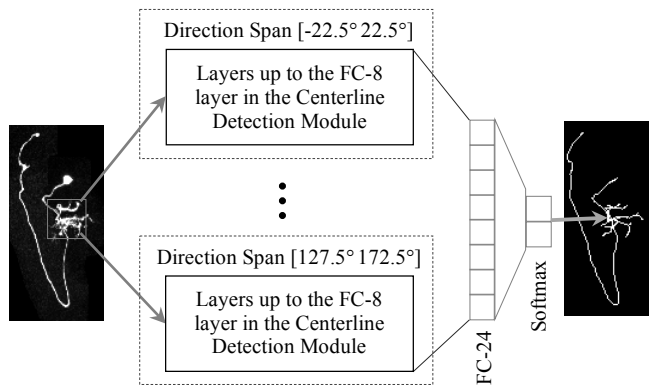 Direction Span [-22.5° 22.5°]
Layers up to the FC-8
layer in the Centerline
Detection Module
Direction Span [127.5° 172.5°]
Layers up to the FC-8
layer in the Centerline
Detection Module
FC-24
Softmax